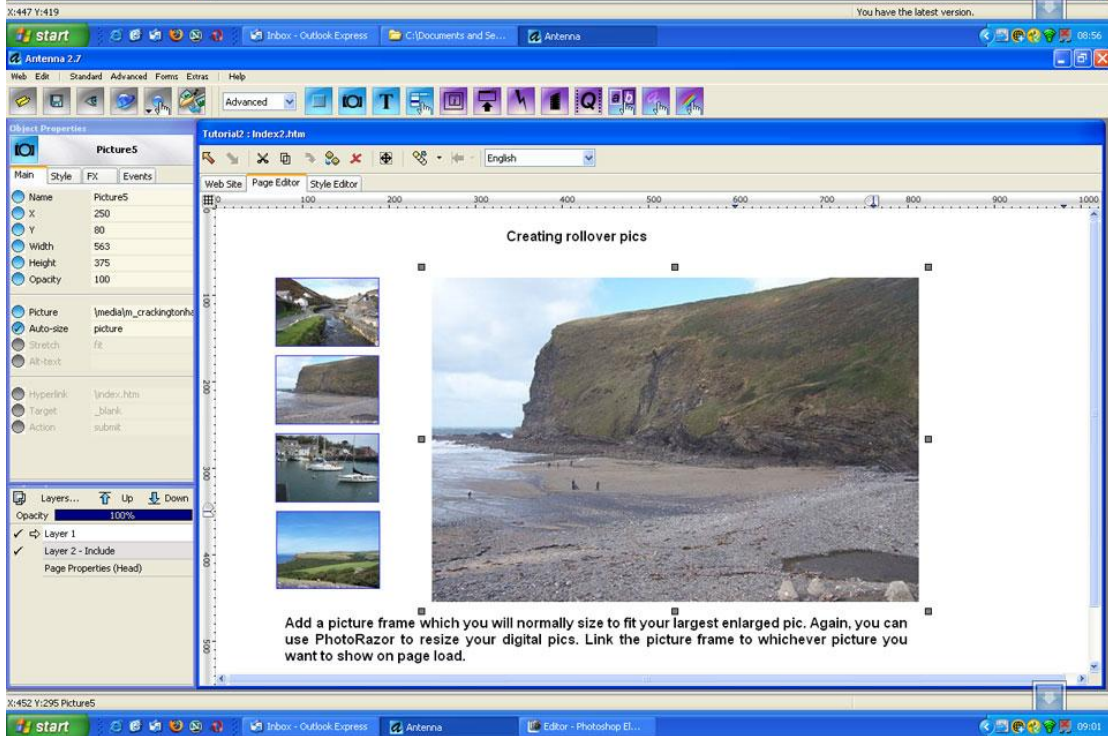 X:447 Y:419 You have the latest version.
start Inbox - Outlook Express C:\Documents and Se... Antenna 08:56
Antenna 2.7
Web Edit Standard Advanced Forms Extras Help
Advanced T Q a b
Object Properties
Picture5
Main Style FX Events
Name Picture5
X 250
Y 80
Width 563
Height 375
Opacity 100
Picture \media\m_crackingtonha
Auto-size picture
Stretch fit
Alt-text
Hyperlink \index.htm
Target _blank
Action submit
Layers... Up Down
Opacity 100%
Layer 1
Layer 2 - Include
Page Properties (Head)
Tutorial2 : Index2.htm
English
Web Site Page Editor Style Editor
0 100 200 300 400 500 600 700 800 900 1000
0
100
200
300
400
500
Creating rollover pics
Add a picture frame which you will normally size to fit your largest enlarged pic. Again, you can
use PhotoRazor to resize your digital pics. Link the picture frame to whichever picture you
want to show on page load.
X:452 Y:295 Picture5
start Inbox - Outlook Express Antenna Editor - Photoshop El... 09:01